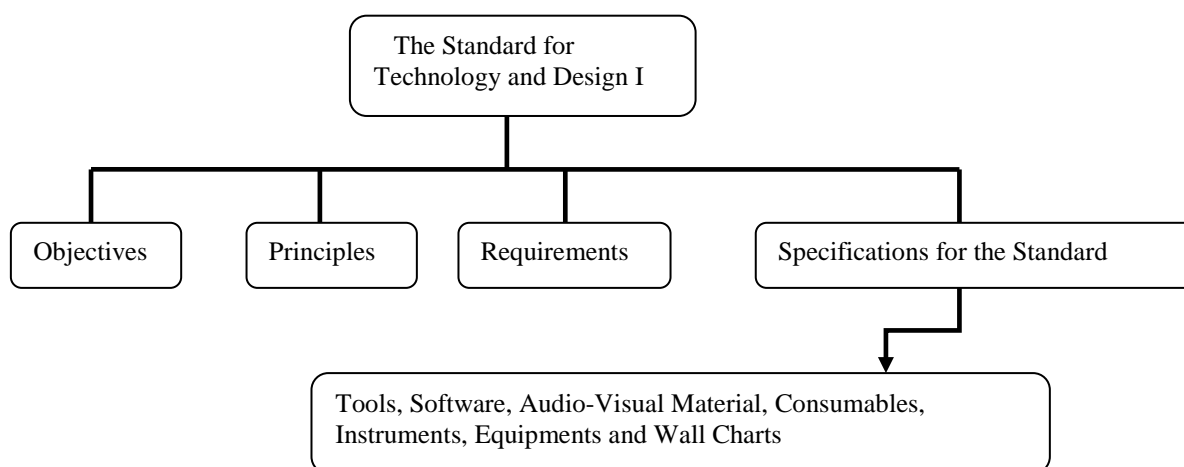 The Standard for
Technology and Design I
Objectives
Principles
Requirements
Specifications for the Standard
Tools, Software, Audio-Visual Material, Consumables,
Instruments, Equipments and Wall Charts